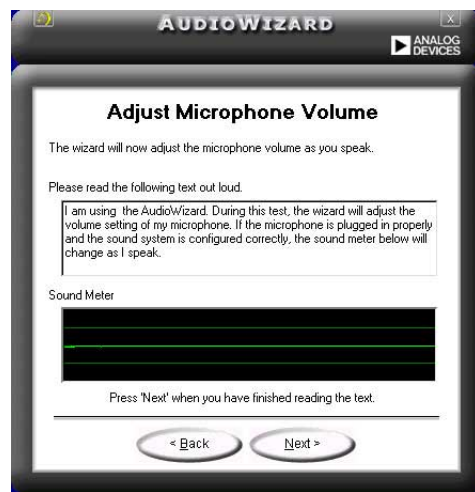 AUDIOWIZARD
X
ANALOG
DEVICES
Adjust Microphone Volume
The wizard will now adjust the microphone volume as you speak.
Please read the following text out loud.
I am using the AudioWizard. During this test, the wizard will adjust the
volume setting of my microphone. If the microphone is plugged in properly
and the sound system is configured correctly, the sound meter below will
change as I speak.
Sound Meter
Press 'Next' when you have finished reading the text.
< Back
Next >